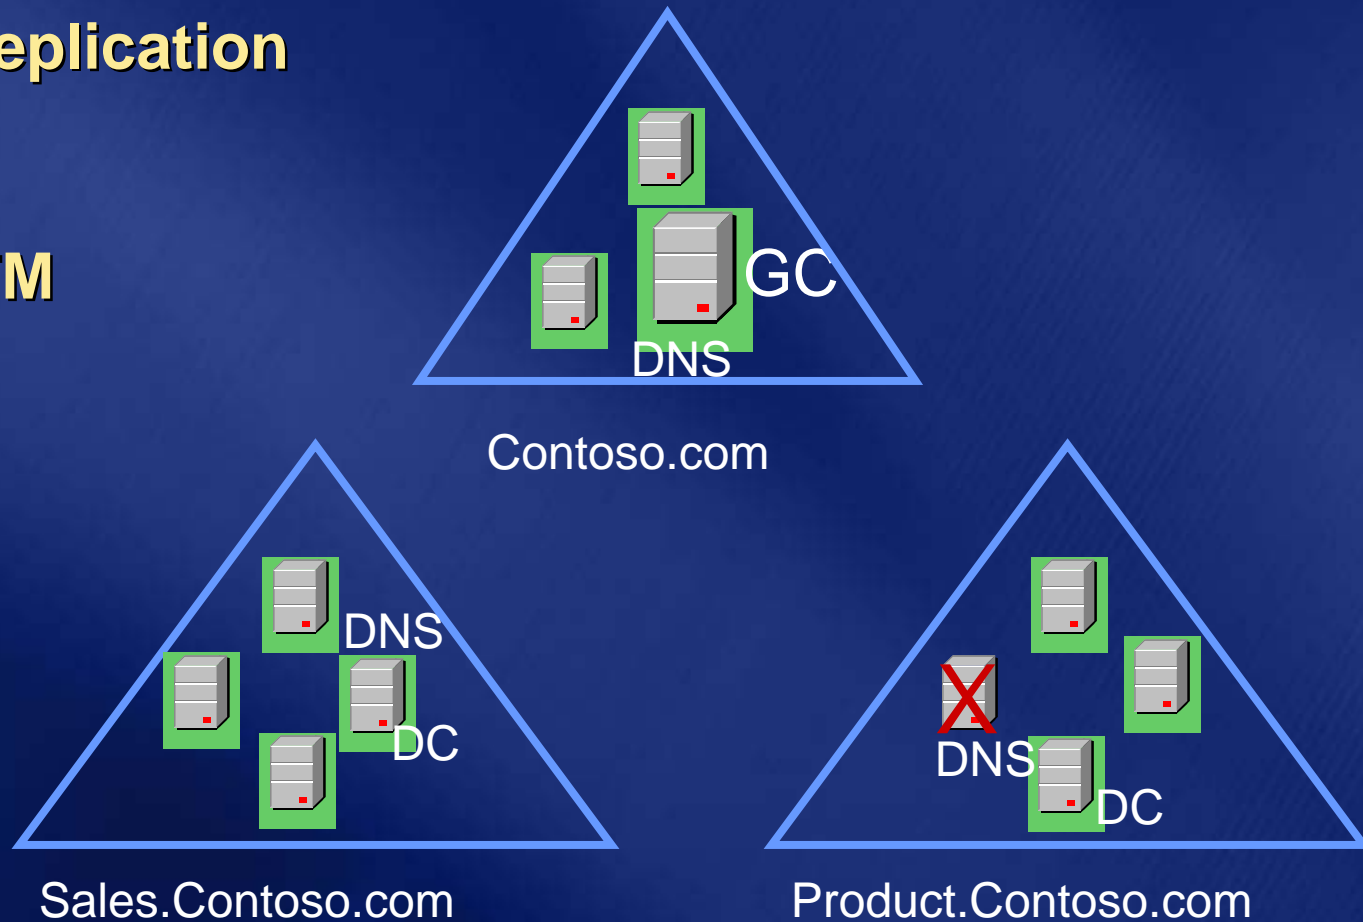 eplication
M
GC
DNS
Contoso.com
DNS
DC
X
DNS
DC
Sales.Contoso.com
Product.Contoso.com